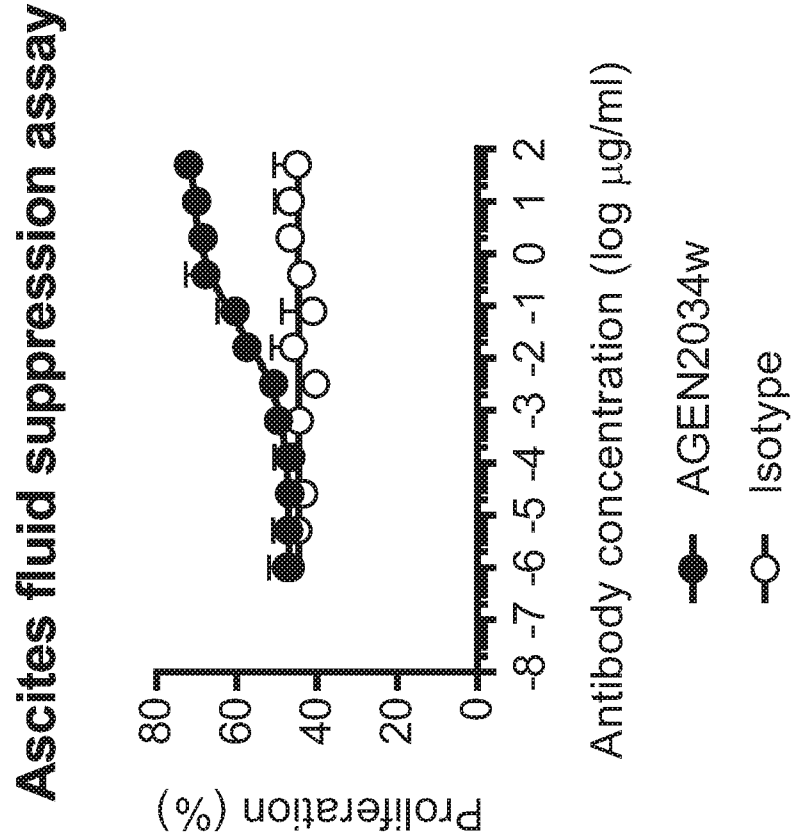 Ascites fluid suppression assay
Proliferation (%)
80
60
40
20
0
-8 -7 -6 -5 -4 -3 -2 -1 0 1 2
Antibody concentration (log µg/ml)
AGEN2034w
Isotype